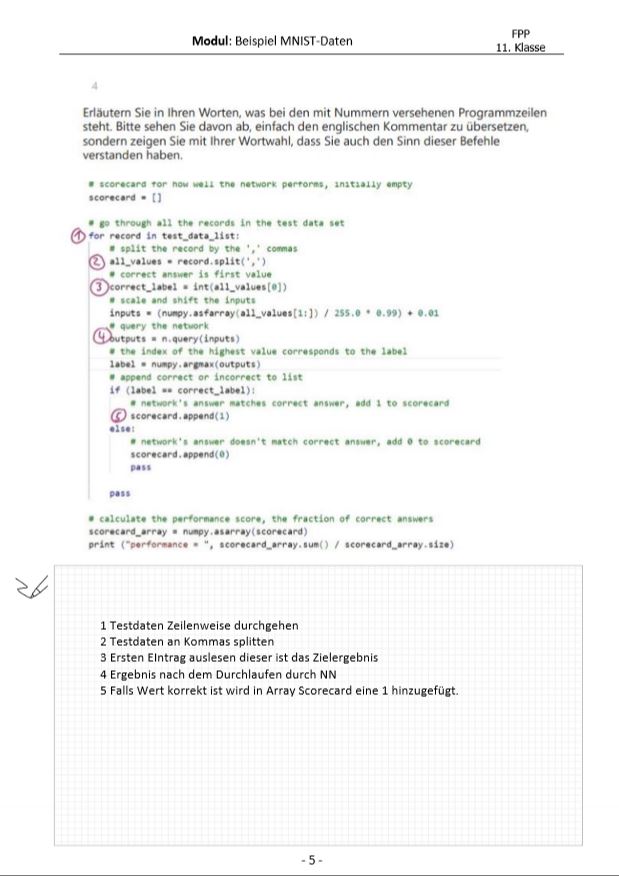 Modul: Beispiel MNIST-Daten
FPP
11. Klasse
4
Erläutern Sie in Ihren Worten, was bei den mit Nummern versehenen Programmzeilen
steht. Bitte sehen Sie davon ab, einfach den englischen Kommentar zu übersetzen,
sondern zeigen Sie mit Ihrer Wortwahl, dass Sie auch den Sinn dieser Befehle
verstanden haben.
# scorecard for how well the network performs, initially empty
scorecard = []
# go through all the records in the test data set
1 for record in test_data_list:
# split the record by the ',' commas
2 all_values = record.split(',')
# correct answer is first value
3 correct_label = int(all_values[0])
# scale and shift the inputs
inputs = (numpy.asfarray(all_values[1:]) / 255.0 * 0.99) + 0.01
# query the network
4 outputs = n.query(inputs)
# the index of the highest value corresponds to the label
label = numpy.argmax(outputs)
# append correct or incorrect to list
if (label == correct_label):
# network's answer matches correct answer, add 1 to scorecard
5 scorecard.append(1)
else:
# network's answer doesn't match correct answer, add 0 to scorecard
scorecard.append(0)
pass
pass
# calculate the performance score, the fraction of correct answers
scorecard_array = numpy.asarray(scorecard)
print ("performance = ", scorecard_array.sum() / scorecard_array.size)
1 Testdaten Zeilenweise durchgehen
2 Testdaten an Kommas splitten
3 Ersten EIntrag auslesen dieser ist das Zielergebnis
4 Ergebnis nach dem Durchlaufen durch NN
5 Falls Wert korrekt ist wird in Array Scorecard eine 1 hinzugefügt.
- 5 -